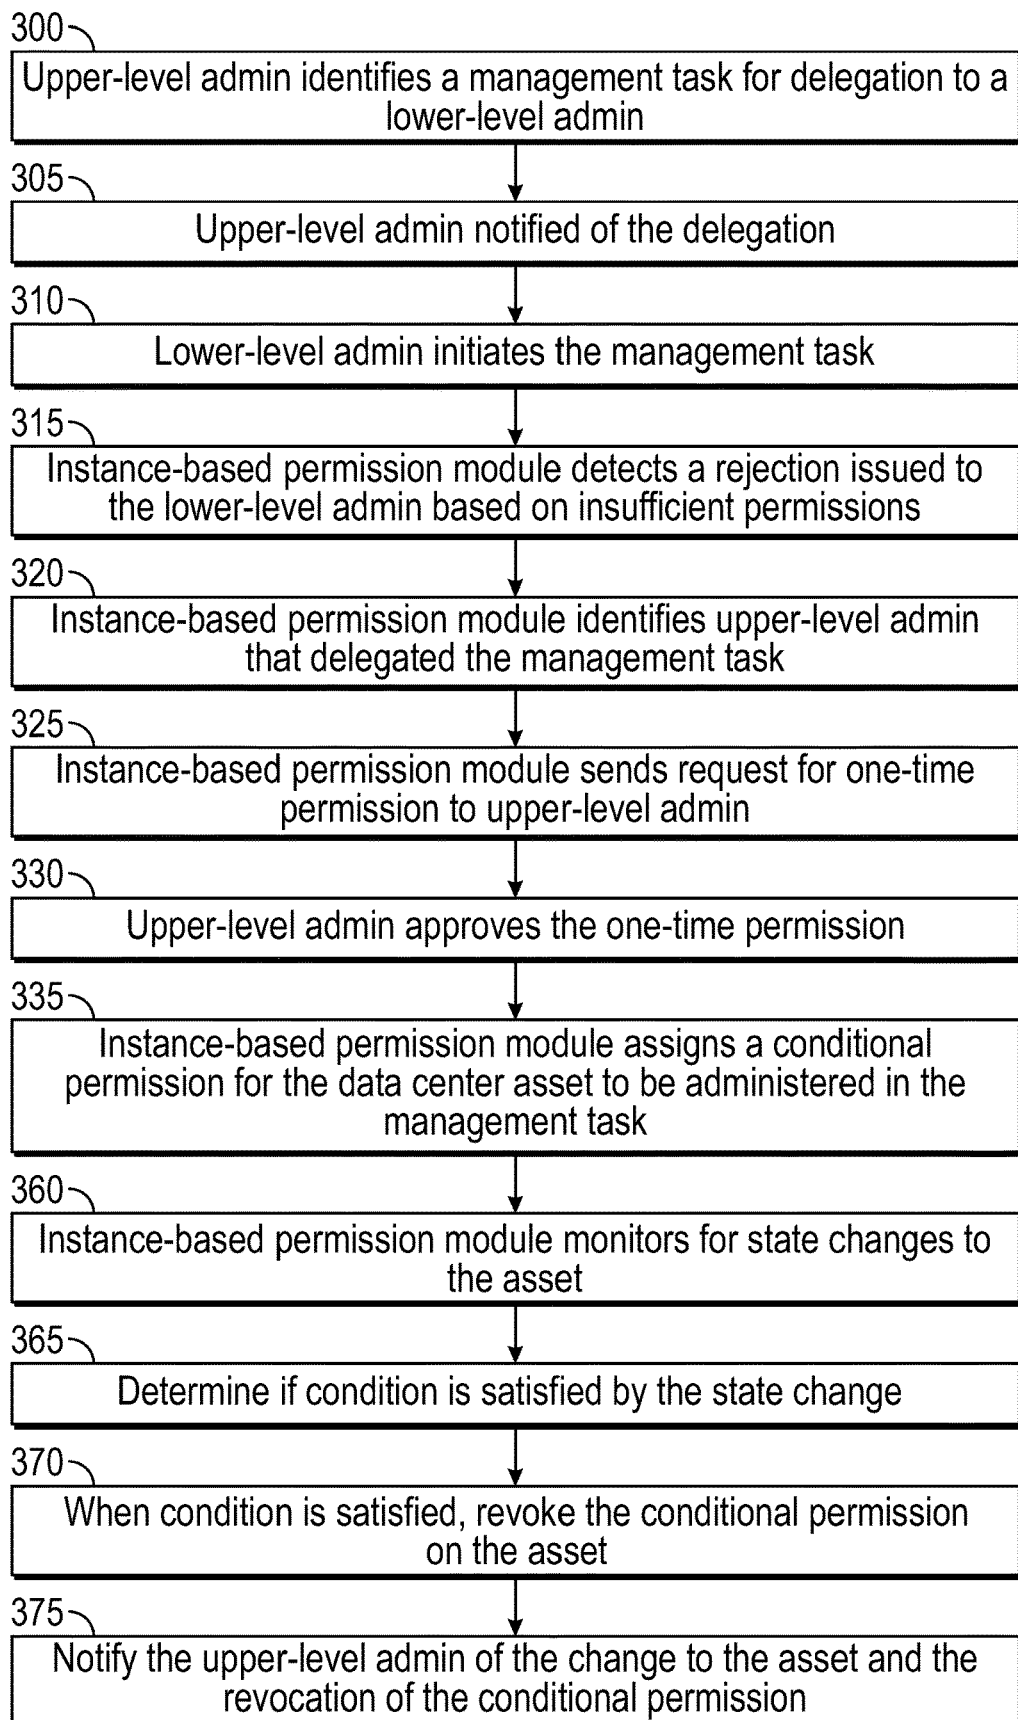 300
Upper-level admin identifies a management task for delegation to a
lower-level admin
305
Upper-level admin notified of the delegation
310
Lower-level admin initiates the management task
315
Instance-based permission module detects a rejection issued to
the lower-level admin based on insufficient permissions
320
Instance-based permission module identifies upper-level admin
that delegated the management task
325
Instance-based permission module sends request for one-time
permission to upper-level admin
330
Upper-level admin approves the one-time permission
335
Instance-based permission module assigns a conditional
permission for the data center asset to be administered in the
management task
360
Instance-based permission module monitors for state changes to
the asset
365
Determine if condition is satisfied by the state change
370
When condition is satisfied, revoke the conditional permission
on the asset
375
Notify the upper-level admin of the change to the asset and the
revocation of the conditional permission